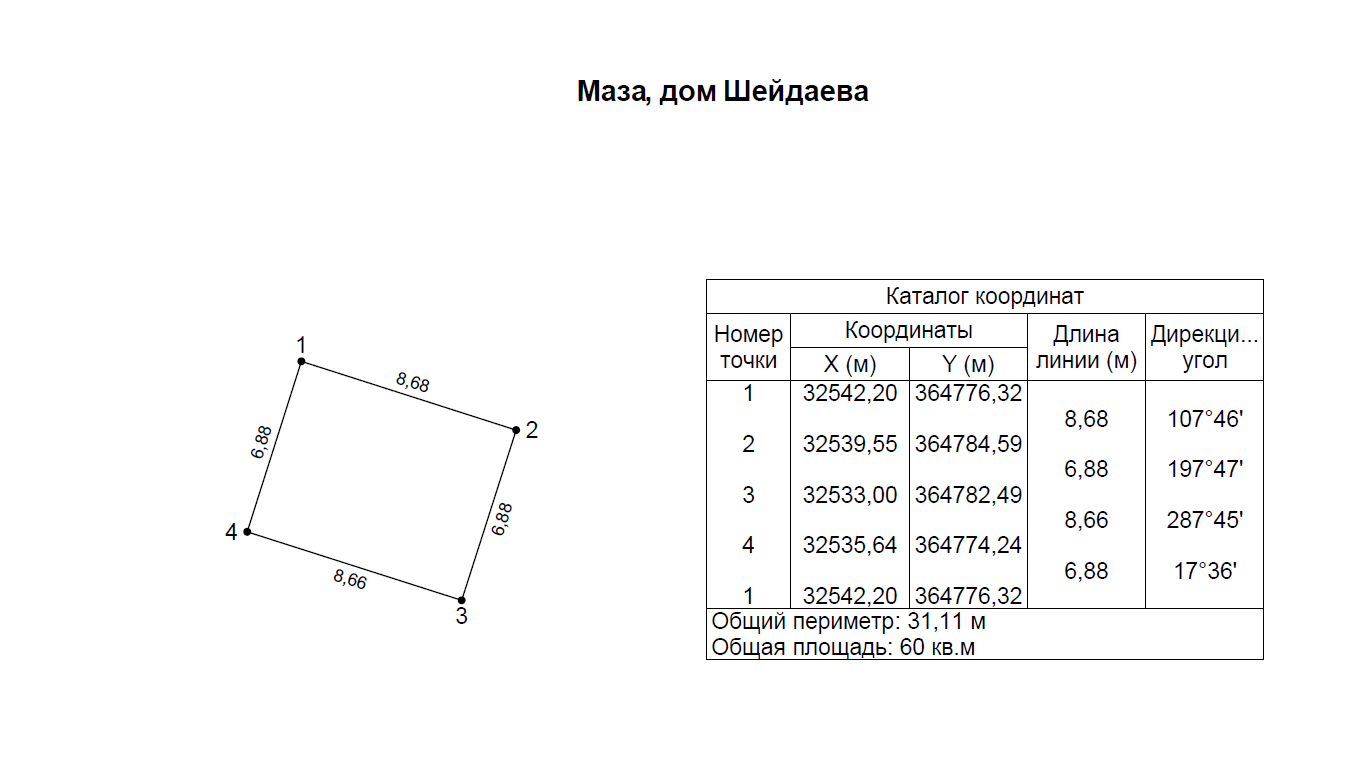 Маза, дом Шейдаева
1
8,68
2
6,88
6,88
4
8,66
3
Каталог координат
Номер точки
Координаты
Длина линии (м)
Дирекци... угол
X (м) Y (м)
1 32542,20 364776,32
8,68 107°46'
2 32539,55 364784,59
6,88 197°47'
3 32533,00 364782,49
8,66 287°45'
4 32535,64 364774,24
6,88 17°36'
1 32542,20 364776,32
Общий периметр: 31,11 м
Общая площадь: 60 кв.м